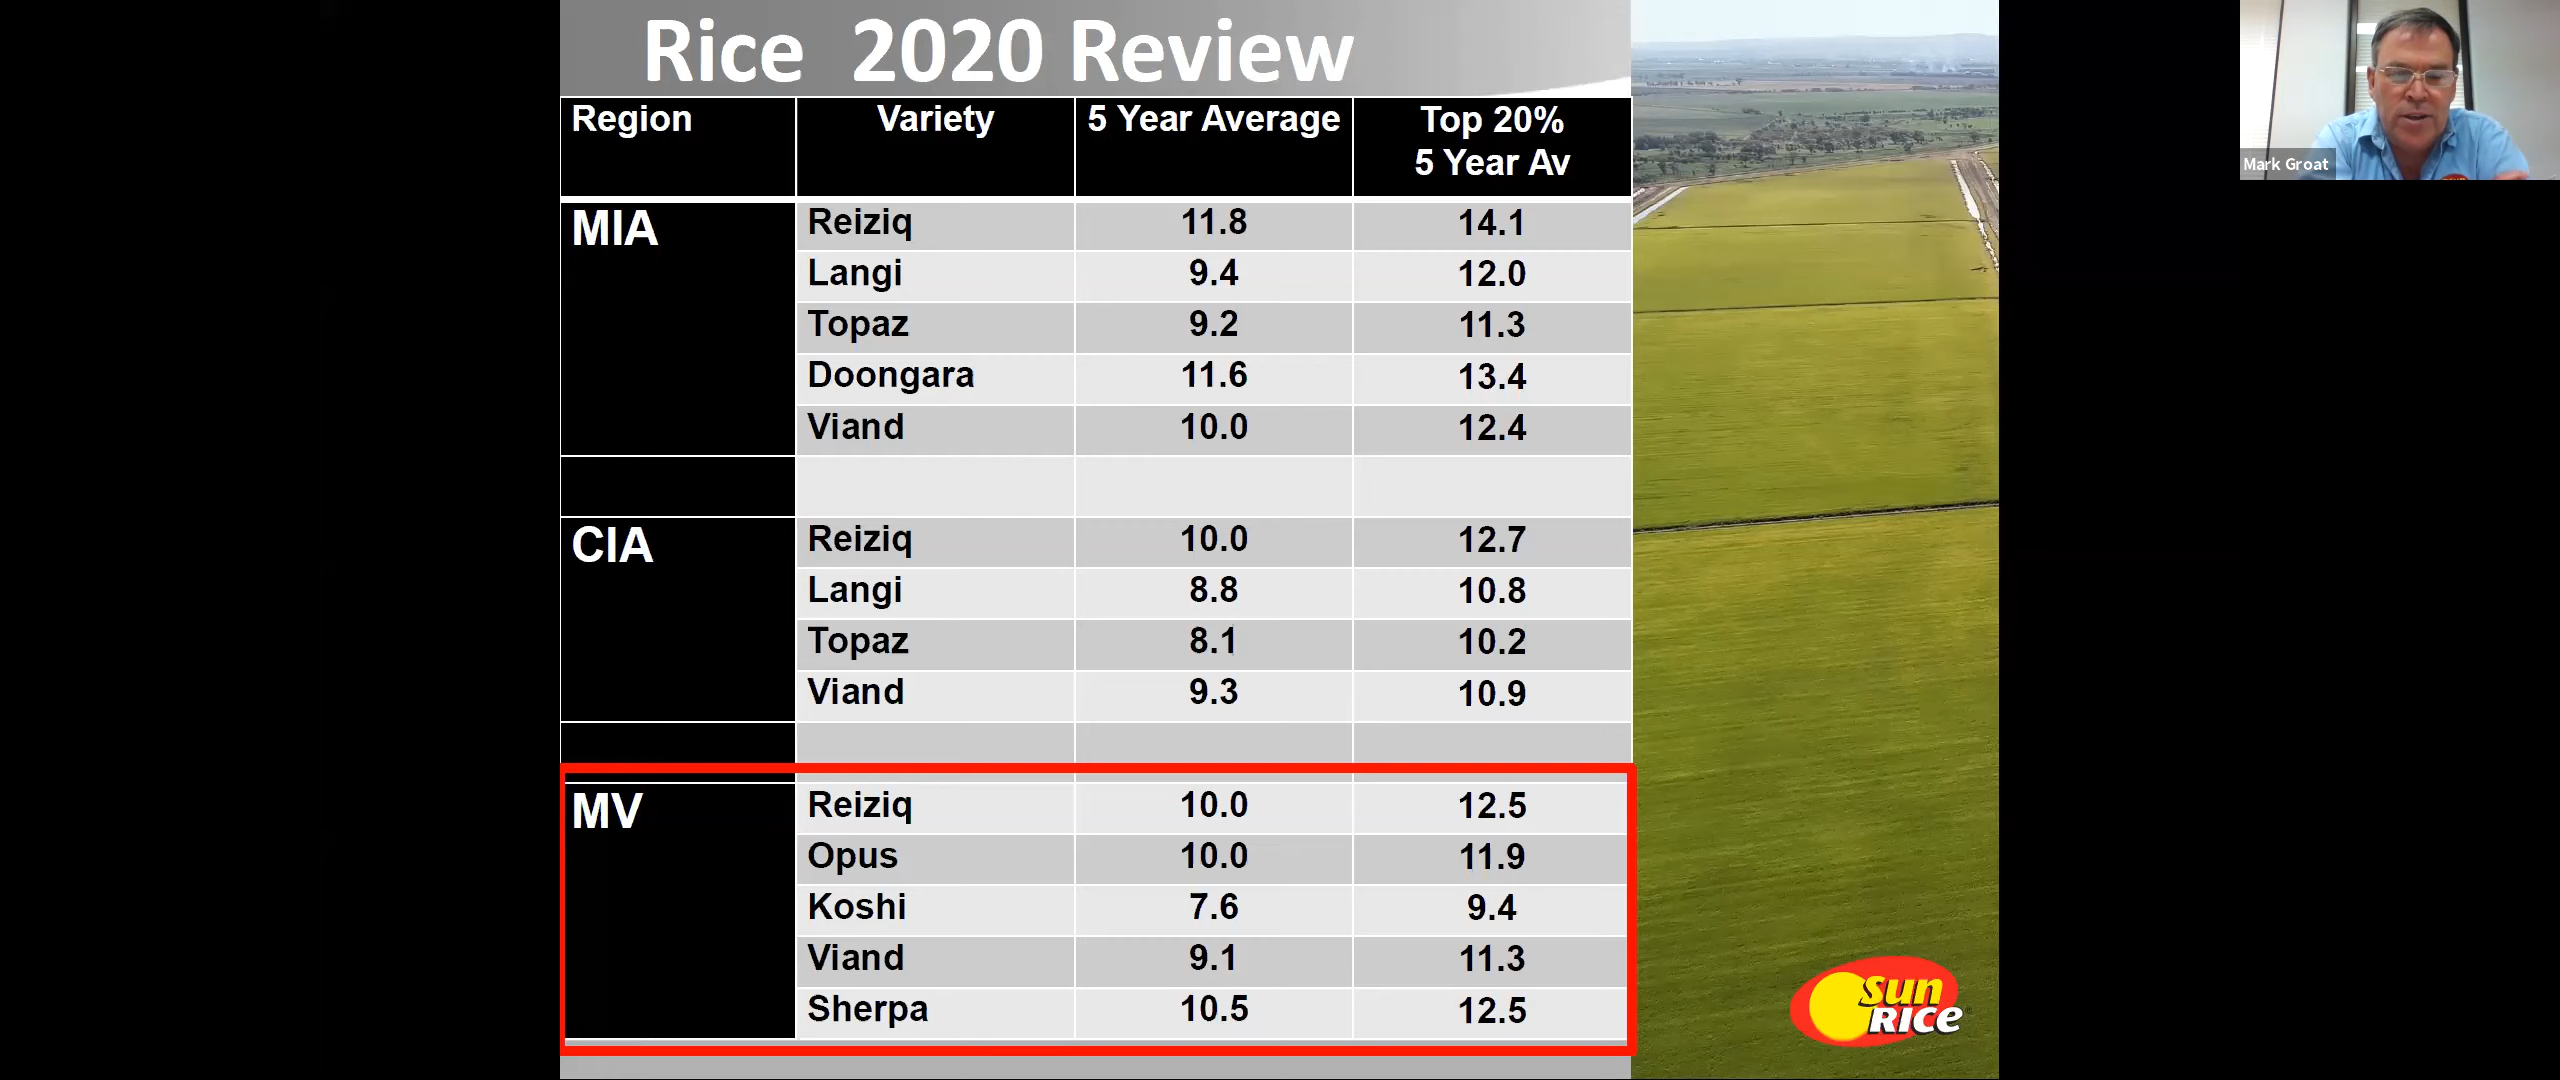 Rice 2020 Review
Region Variety 5 Year Average Top 20%
5 Year Av
MIA Reiziq 11.8 14.1
Langi 9.4 12.0
Topaz 9.2 11.3
Doongara 11.6 13.4
Viand 10.0 12.4
CIA Reiziq 10.0 12.7
Langi 8.8 10.8
Topaz 8.1 10.2
Viand 9.3 10.9
MV Reiziq 10.0 12.5
Opus 10.0 11.9
Koshi 7.6 9.4
Viand 9.1 11.3
Sherpa 10.5 12.5
Sun
RICE
Mark Groat